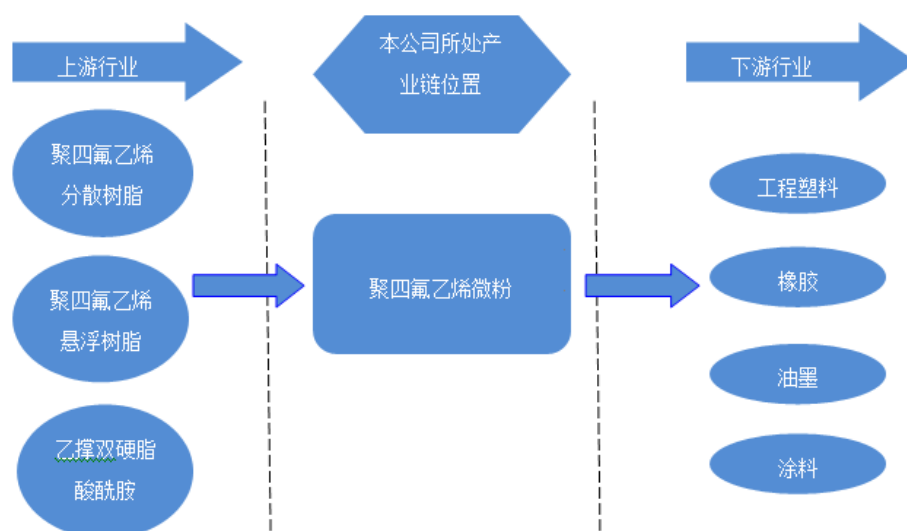 上游行业
本公司所处产
业链位置
下游行业
聚四氟乙烯
分散树脂
聚四氟乙烯
悬浮树脂
乙撑双硬脂
酸酰胺
聚四氟乙烯微粉
工程塑料
橡胶
油墨
涂料